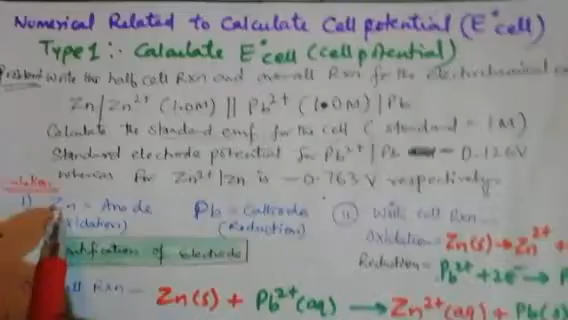 Numerical Related to Calculate Cell potential (E°cell)
Type 1:- Calculate E°cell (cell potential)
Problem Write the half cell Rxn and overall Rxn for the electrochemical
Zn/Zn²⁺ (1.0M) || Pb²⁺ (1.0M) | Pb
Calculate the standard emf for the cell ( standard = 1M)
Standard electrode potential for Pb²⁺ | Pb - 0.126V
whereas for Zn²⁺/Zn is - 0.763 V respectively.
1) Zn = Anode Pb = Cathode (ii) Write cell Rxn
(Reduction) Oxidation = Zn(s) → Zn²⁺
of electrode Reduction = Pb²⁺ + 2e⁻ → P
Rxn - Zn(s) + Pb²⁺(aq) → Zn²⁺(aq) + Pb(s)